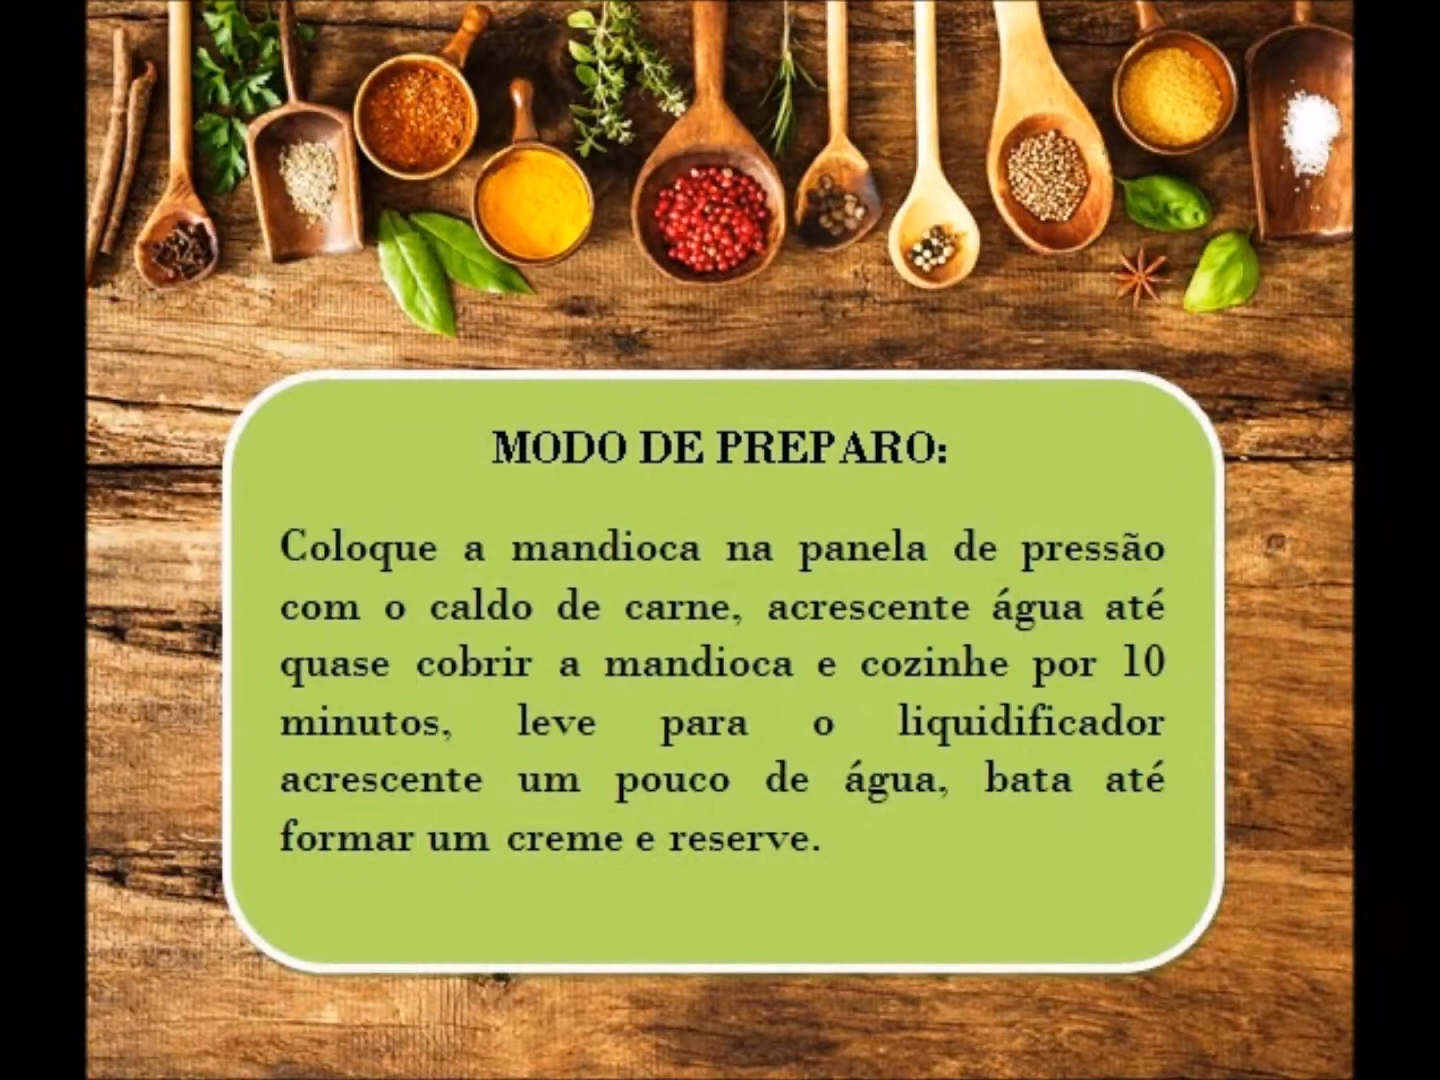 MODO DE PREPARO:
Coloque a mandioca na panela de pressão
com o caldo de carne, acrescente água até
quase cobrir a mandioca e cozinhe por 10
minutos, leve para o liquidificador
acrescente um pouco de água, bata até
formar um creme e reserve.